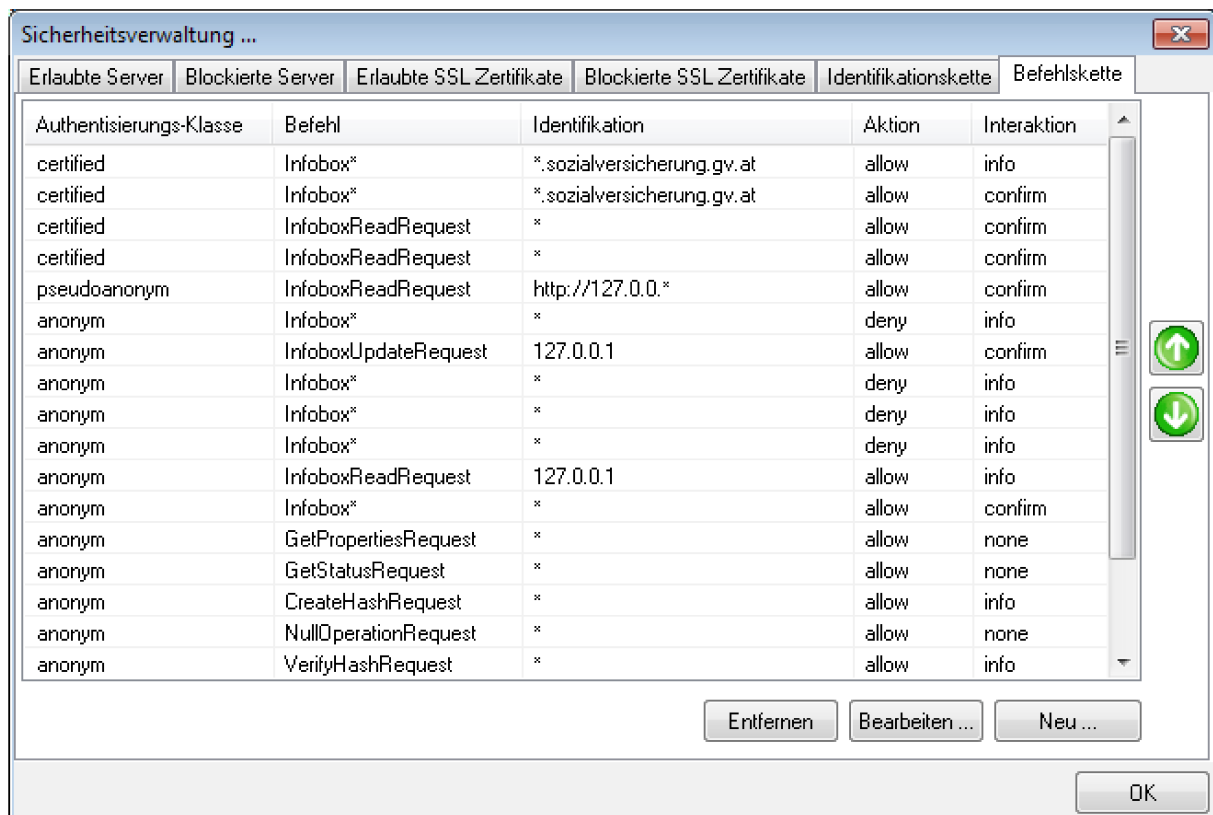 Sicherheitsverwaltung ...
Erlaubte Server Blockierte Server Erlaubte SSL Zertifikate Blockierte SSL Zertifikate Identifikationskette Befehlskette
Authentisierungs-Klasse Befehl Identifikation Aktion Interaktion
certified Infobox* *.sozialversicherung.gv.at allow info
certified Infobox* *.sozialversicherung.gv.at allow confirm
certified InfoboxReadRequest * allow confirm
certified InfoboxReadRequest * allow confirm
pseudoanonym InfoboxReadRequest http://127.0.0.* allow confirm
anonym Infobox* * deny info
anonym InfoboxUpdateRequest 127.0.0.1 allow confirm
anonym Infobox* * deny info
anonym Infobox* * deny info
anonym Infobox* * deny info
anonym InfoboxReadRequest 127.0.0.1 allow info
anonym Infobox* * allow confirm
anonym GetPropertiesRequest * allow none
anonym GetStatusRequest * allow none
anonym CreateHashRequest * allow info
anonym NullOperationRequest * allow none
anonym VerifyHashRequest * allow info
Entfernen Bearbeiten ... Neu ...
OK